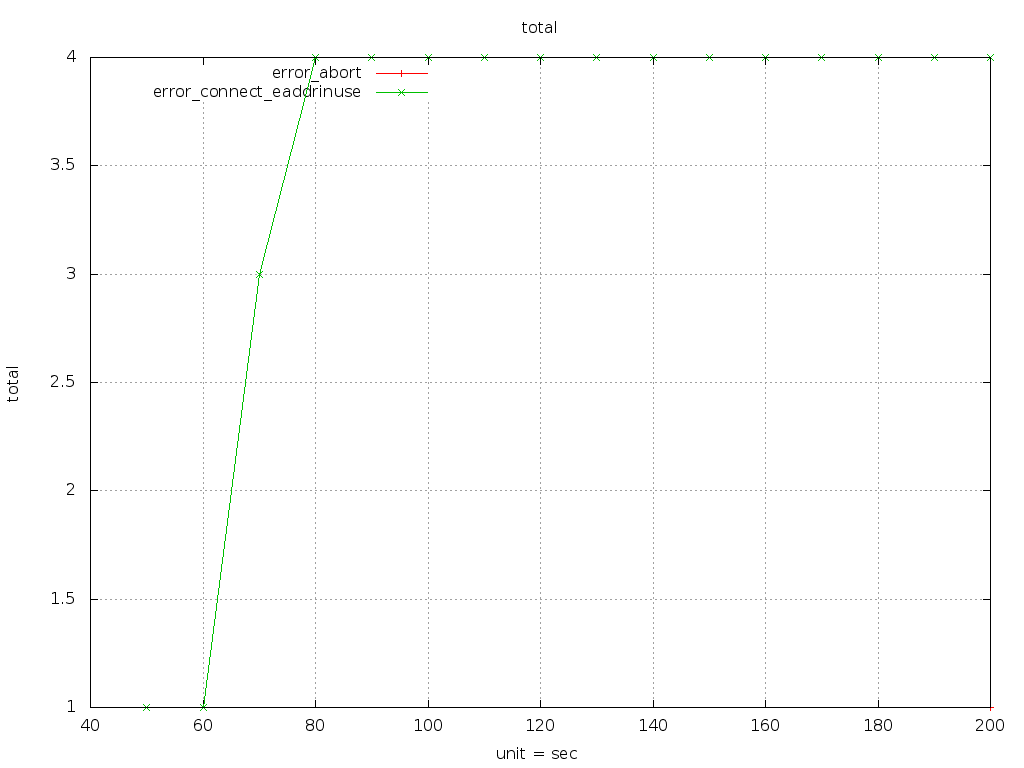 total
4
error_abort
error_connect_eaddrinuse
3.5
3
2.5
total
2
1.5
1
40 60 80 100 120 140 160 180 200
unit = sec